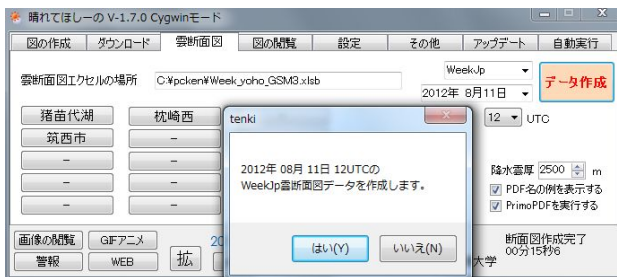 晴れてほしーの V-1.7.0 Cygwinモード
図の作成 ダウンロード 雲断面図 図の閲覧 設定 その他 アップデート 自動実行
雲断面図エクセルの場所 C:¥pcken¥Week_yoho_GSM3.xlsb
WeekJp
2012年 8月11日
データ作成
猪苗代湖 枕崎西
12 UTC
筑西市 -
- -
- -
- -
tenki
2012年 08月 11日 12UTCの
WeekJp雲断面図データを作成します。
はい(Y) いいえ(N)
降水雲厚 2500 m
PDF名の例を表示する
PrimoPDFを実行する
画像の閲覧 GIFアニメ
警報 WEB
拡
20
大学
断面図作成完了
00分15秒6